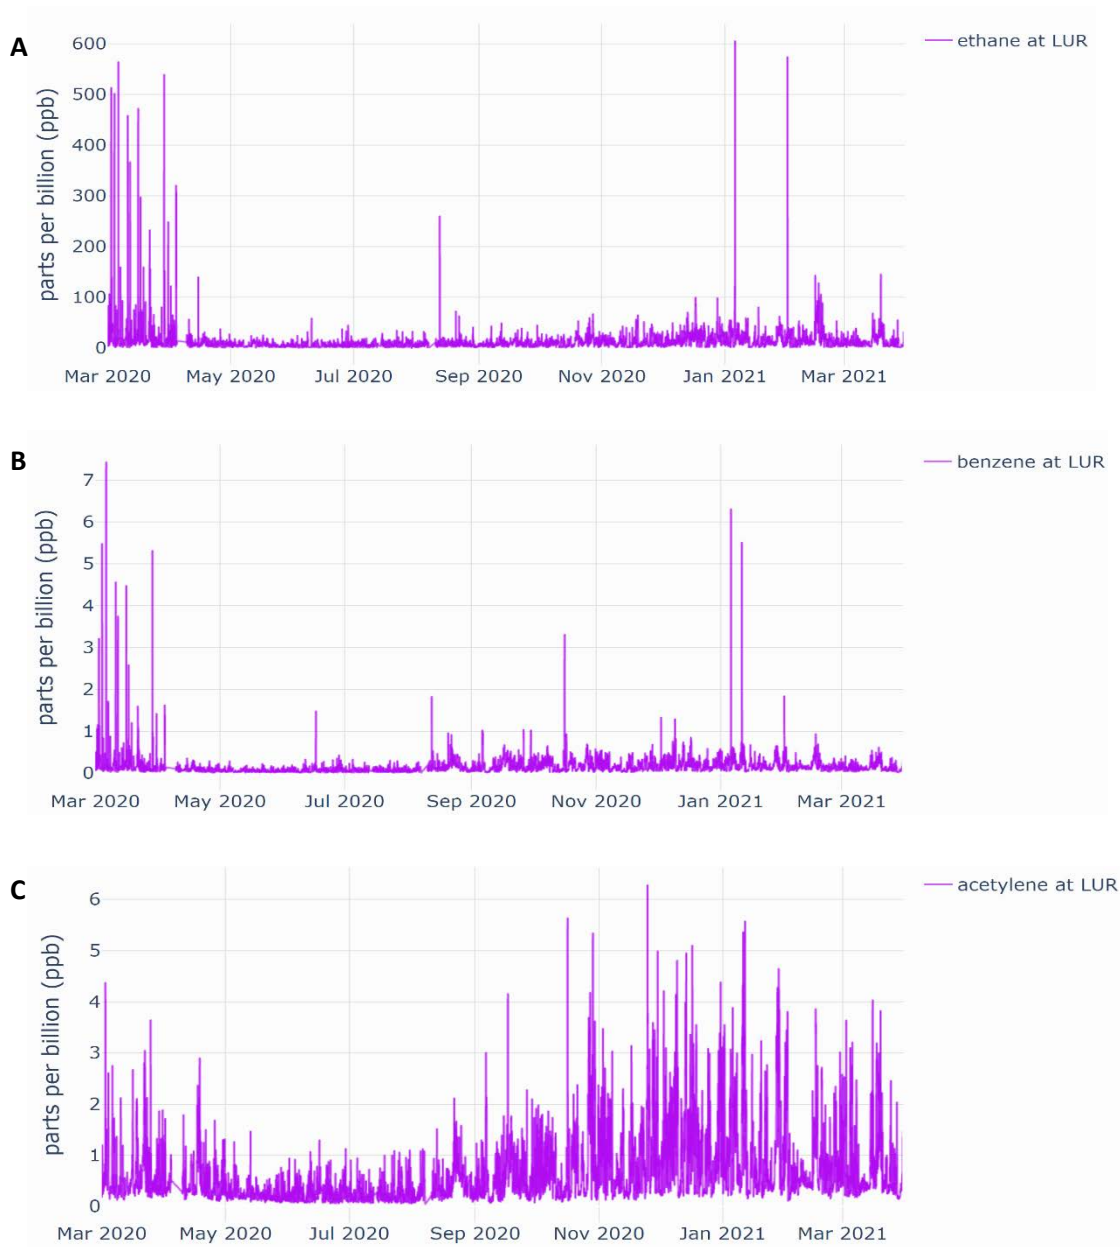 A
ethane at LUR
parts per billion (ppb)
600
500
400
300
200
100
0
Mar 2020 May 2020 Jul 2020 Sep 2020 Nov 2020 Jan 2021 Mar 2021
B
benzene at LUR
parts per billion (ppb)
7
6
5
4
3
2
1
0
Mar 2020 May 2020 Jul 2020 Sep 2020 Nov 2020 Jan 2021 Mar 2021
C
acetylene at LUR
parts per billion (ppb)
6
5
4
3
2
1
0
Mar 2020 May 2020 Jul 2020 Sep 2020 Nov 2020 Jan 2021 Mar 2021